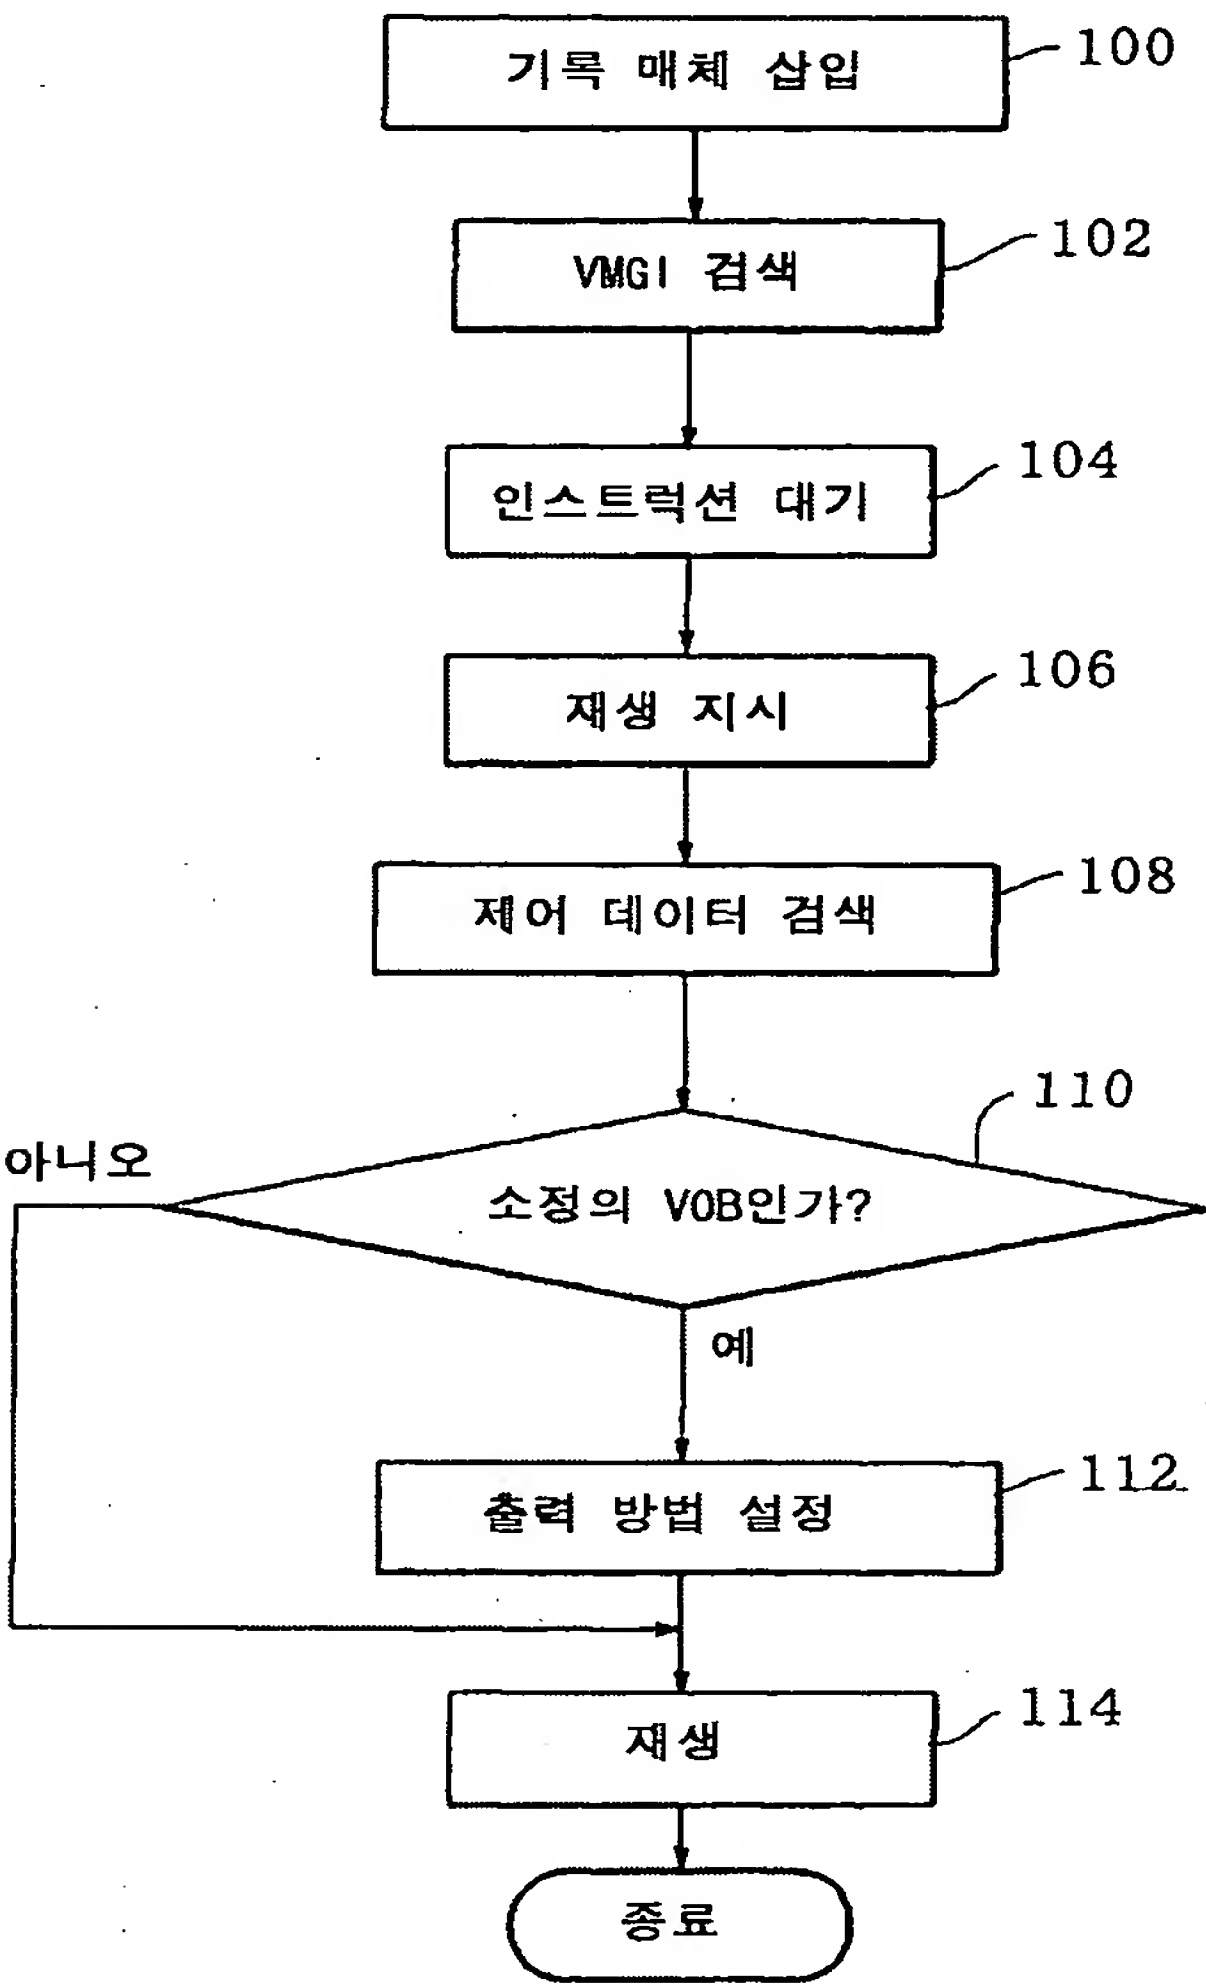 기록 매체 삽입
100
VMGI 검색
102
인스트럭션 대기
104
재생 지시
106
제어 데이터 검색
108
110
아니오
소정의 VOB인가?
예
출력 방법 설정
112
재생
114
종료